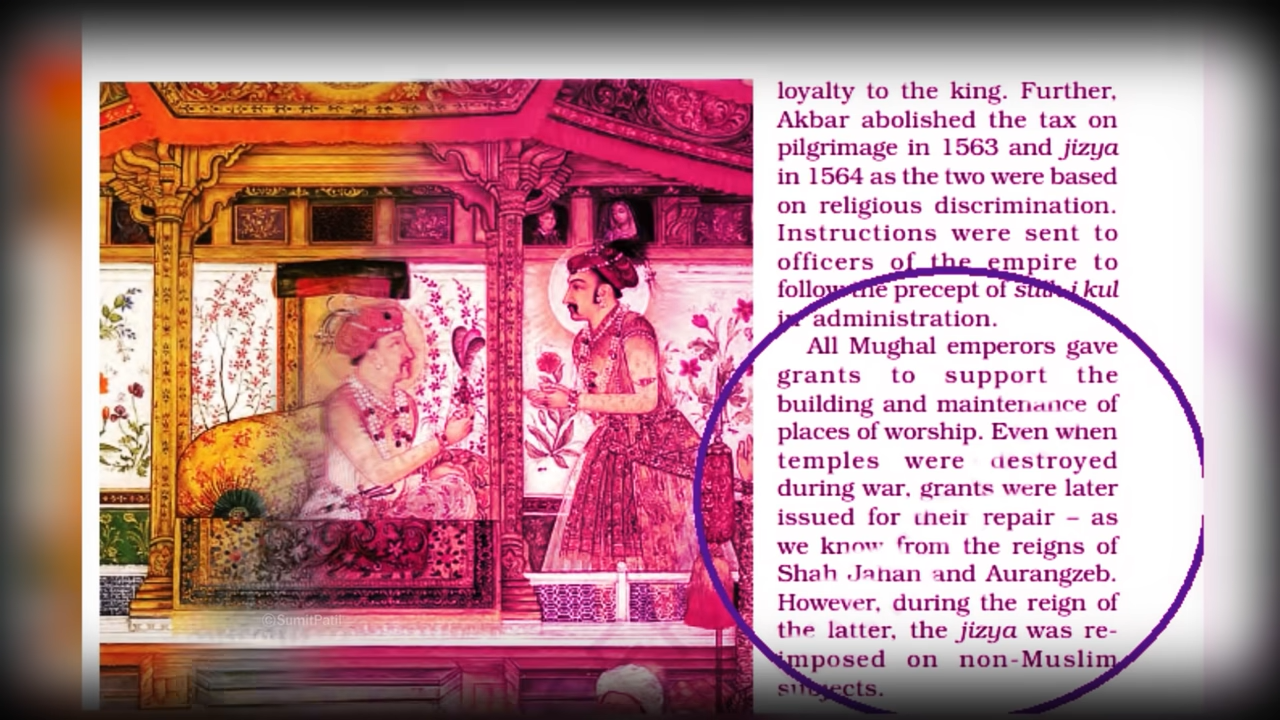 loyalty to the king. Further,
Akbar abolished the tax on
pilgrimage in 1563 and jizya
in 1564 as the two were based
on religious discrimination.
Instructions were sent to
officers of the empire to
follow the precept of sulh-i kul
in administration.
All Mughal emperors gave
grants to support the
building and maintenance of
places of worship. Even when
temples were destroyed
during war, grants were later
issued for their repair – as
we know from the reigns of
Shah Jahan and Aurangzeb.
However, during the reign of
the latter, the jizya was re-
imposed on non-Muslim
subjects.
©SumitPatil